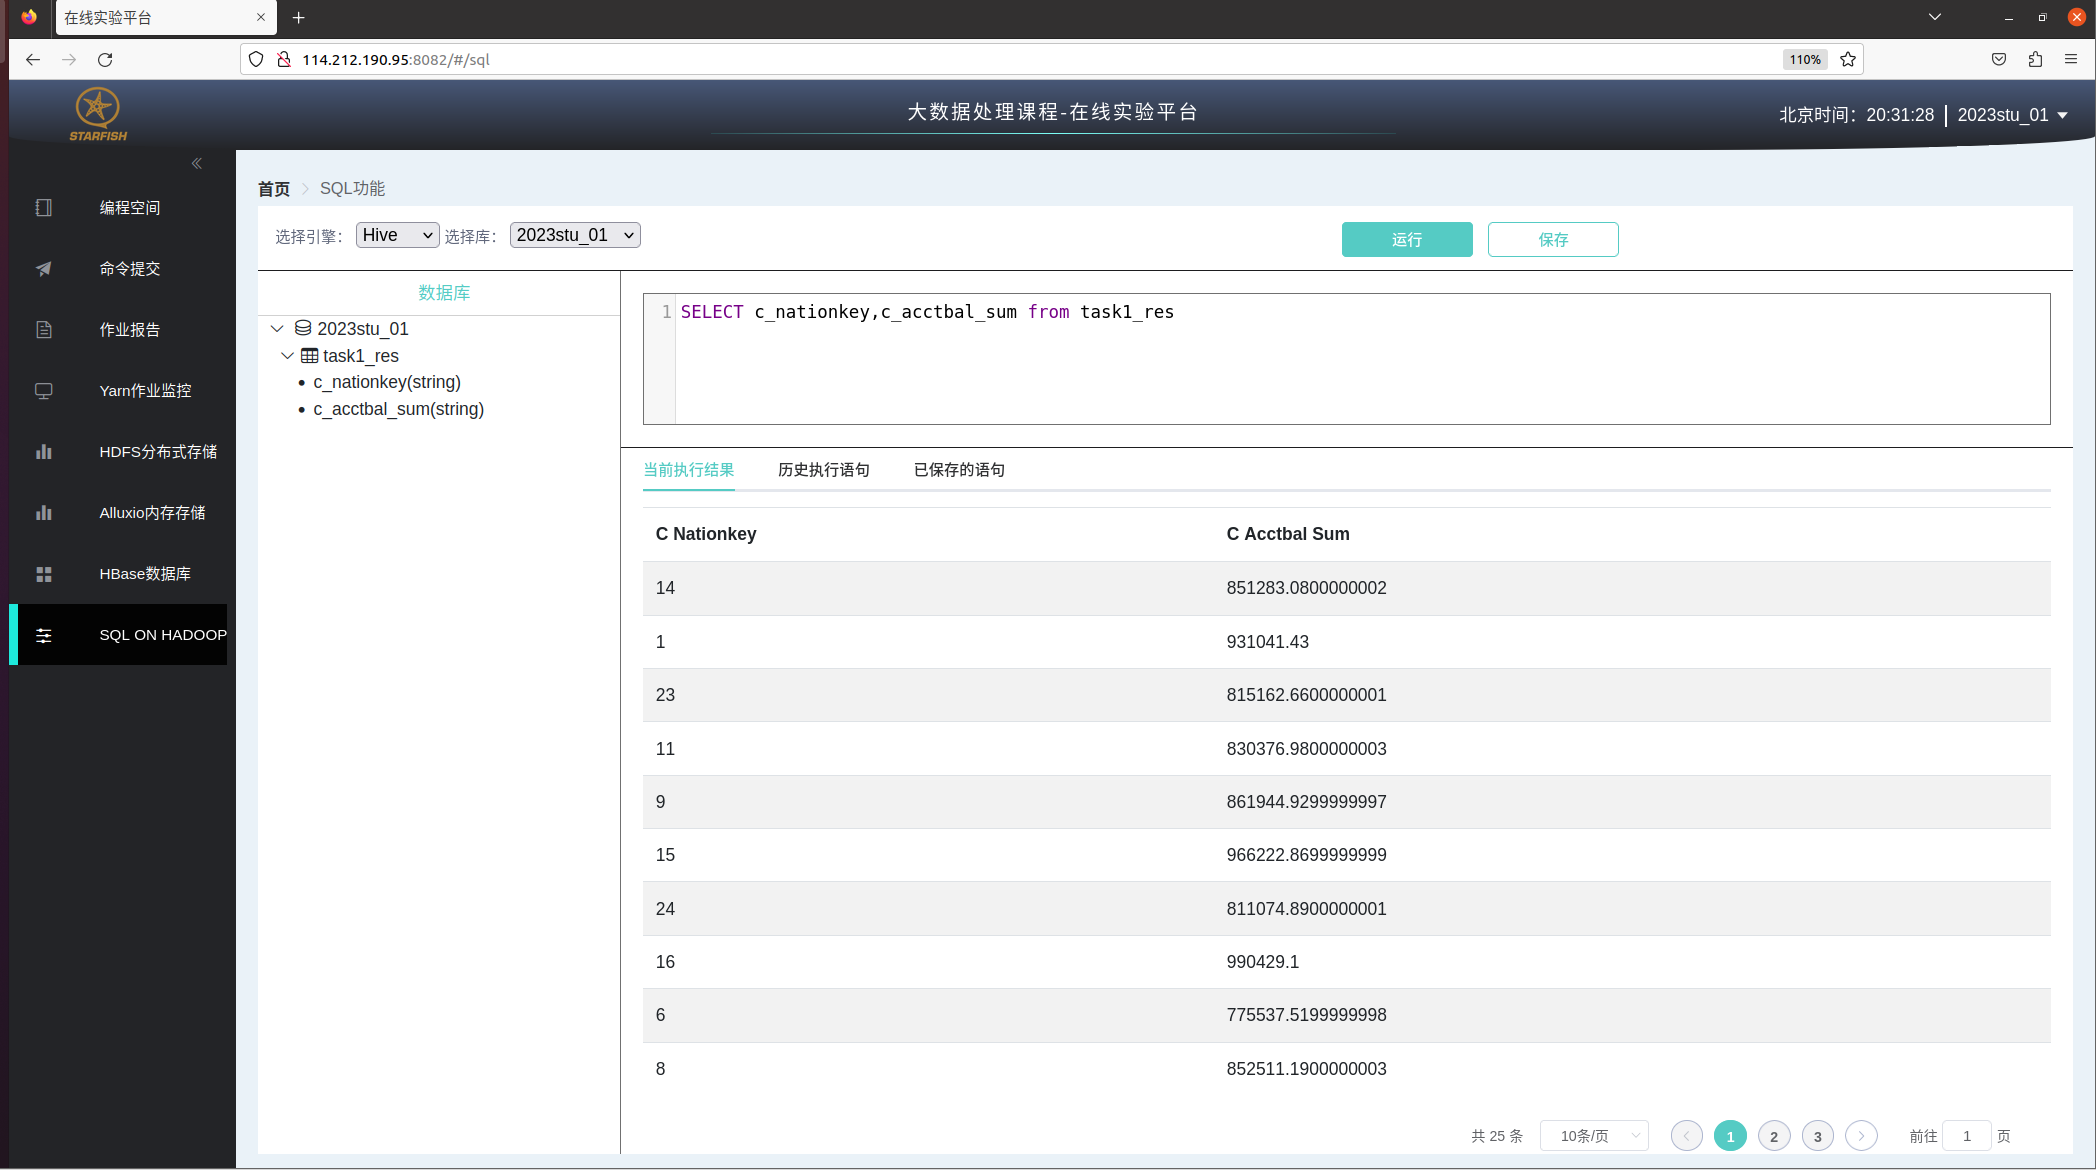 在线实验平台
114.212.190.95:8082/#/sql
110%
STARFISH
大数据处理课程-在线实验平台
北京时间：20:31:28
2023stu_01
编程空间
命令提交
作业报告
Yarn作业监控
HDFS分布式存储
Alluxio内存存储
HBase数据库
SQL ON HADOOP
首页 SQL功能
选择引擎： Hive 选择库： 2023stu_01
运行 保存
数据库
2023stu_01
task1_res
c_nationkey(string)
c_acctbal_sum(string)
1 SELECT c_nationkey,c_acctbal_sum from task1_res
当前执行结果 历史执行语句 已保存的语句
C Nationkey C Acctbal Sum
14 851283.0800000002
1 931041.43
23 815162.6600000001
11 830376.9800000003
9 861944.9299999997
15 966222.8699999999
24 811074.8900000001
16 990429.1
6 775537.5199999998
8 852511.1900000003
共 25 条 10条/页 1 2 3 前往 1 页